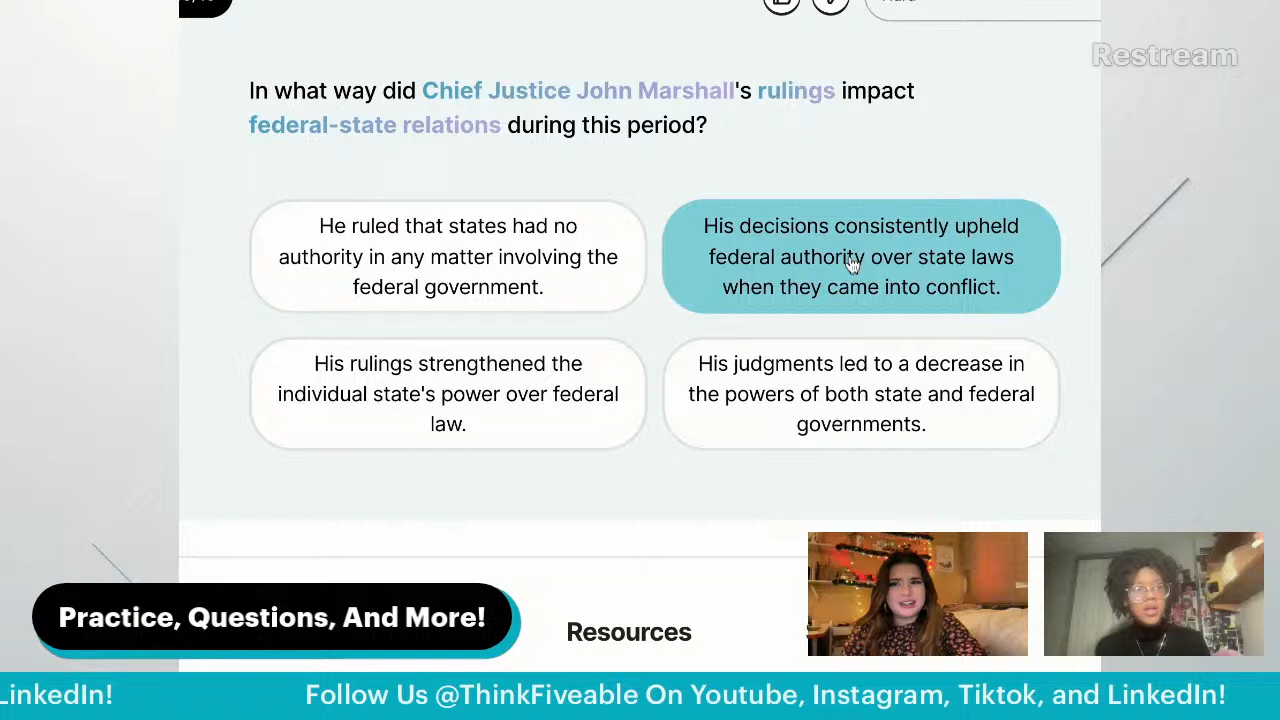 Restream
In what way did Chief Justice John Marshall's rulings impact
federal-state relations during this period?
He ruled that states had no
authority in any matter involving the
federal government.
His decisions consistently upheld
federal authority over state laws
when they came into conflict.
His rulings strengthened the
individual state's power over federal
law.
His judgments led to a decrease in
the powers of both state and federal
governments.
Practice, Questions, And More!
Resources
LinkedIn!
Follow Us @ThinkFiveable On Youtube, Instagram, Tiktok, and LinkedIn!